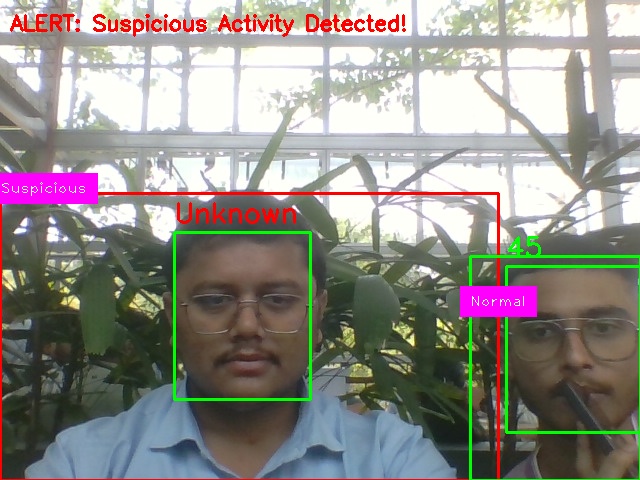 ALERT: Suspicious Activity Detected!
Suspicious
Unknown
45
Normal